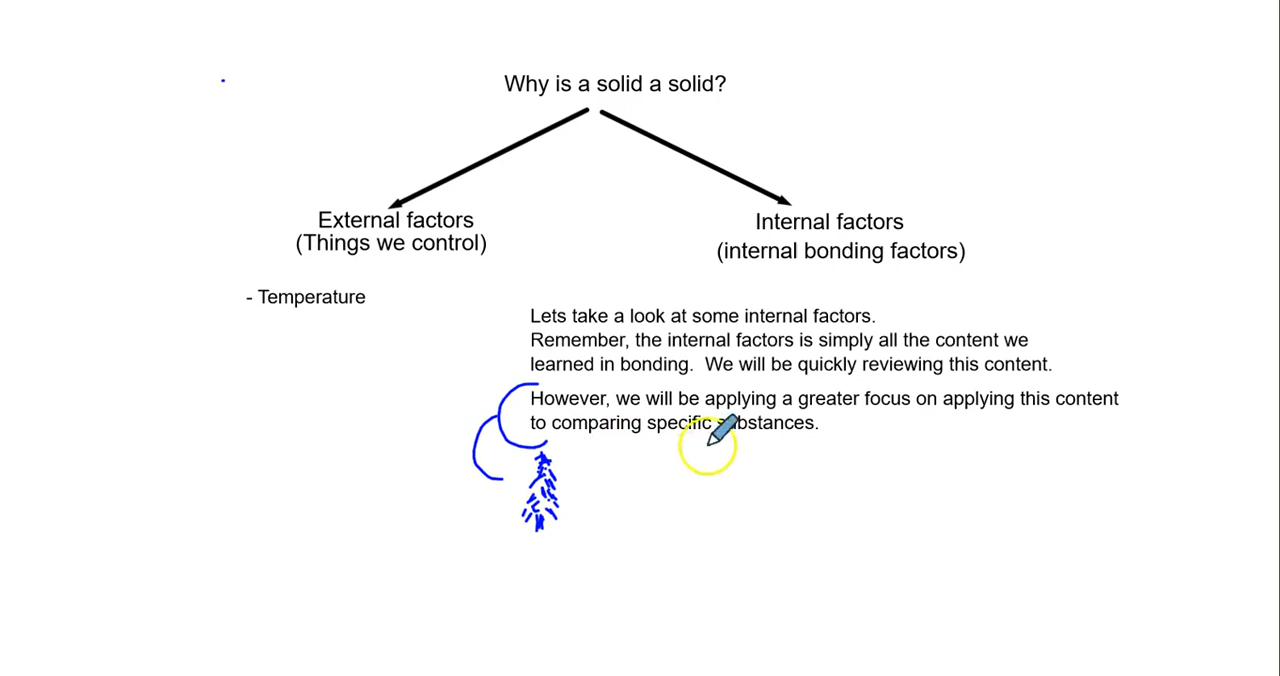 Why is a solid a solid?
External factors
(Things we control)
Internal factors
(internal bonding factors)
- Temperature
Lets take a look at some internal factors.
Remember, the internal factors is simply all the content we
learned in bonding. We will be quickly reviewing this content.
However, we will be applying a greater focus on applying this content
to comparing specific substances.